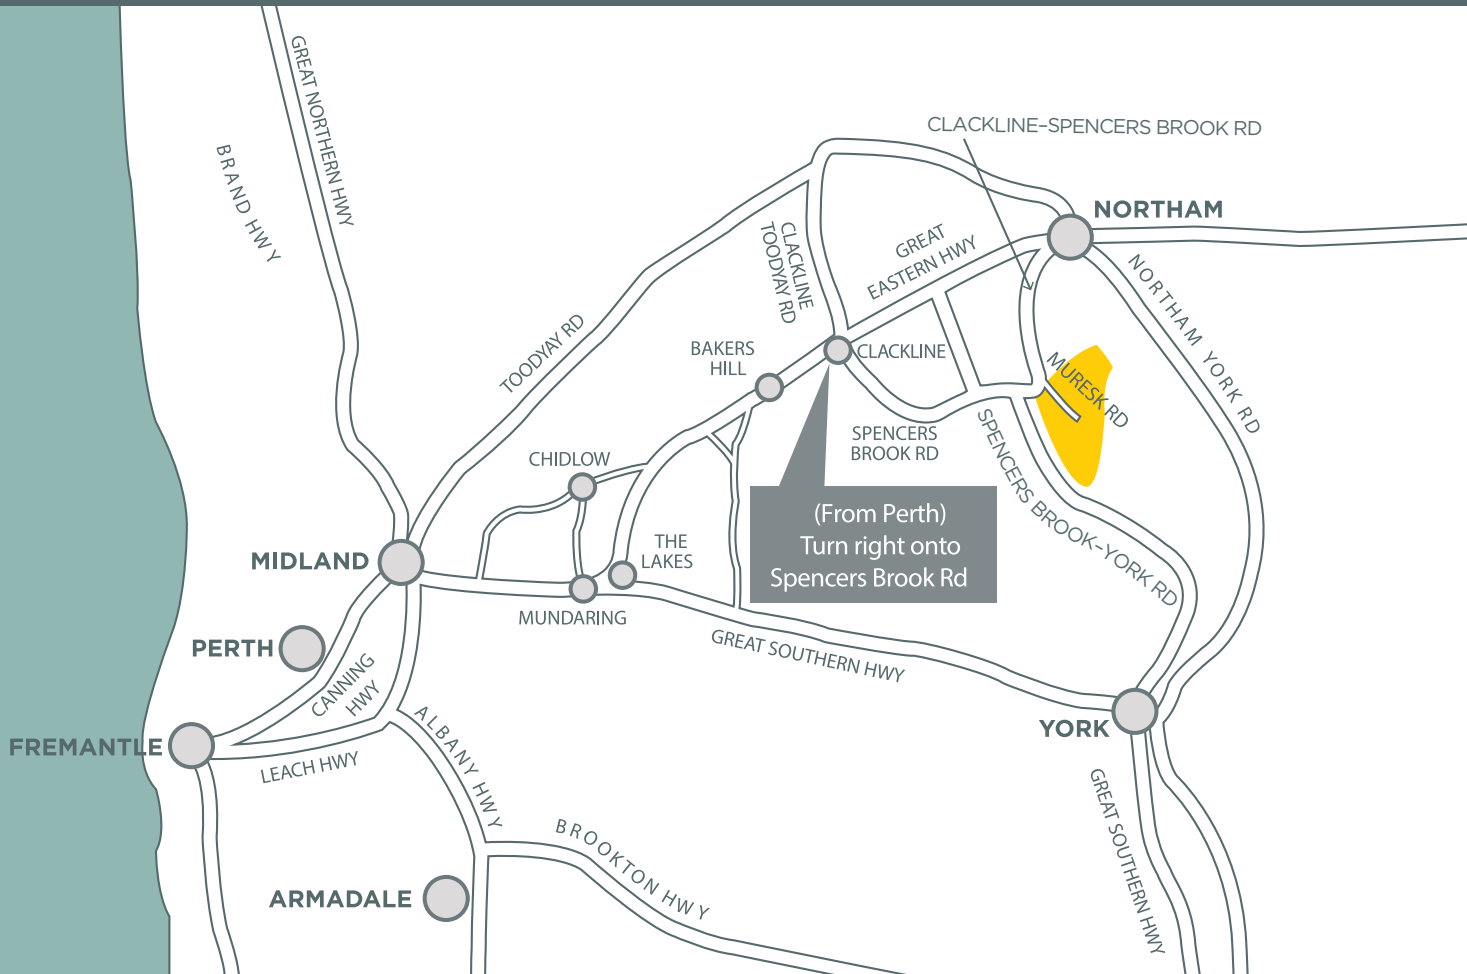 GREAT NORTHERN HWY
BRAND HWY
CLACKLINE-SPENCERS BROOK RD
NORTHAM
GREAT
EASTERN HWY
CLACKLINE
TOODYAY RD
NORTHAM YORK RD
TOODYAY RD
BAKERS
HILL
CLACKLINE
MURESK RD
SPENCERS
BROOK RD
SPENCERS BROOK-YORK RD
CHIDLOW
(From Perth)
Turn right onto
Spencers Brook Rd
THE
LAKES
MIDLAND
MUNDARING
PERTH
GREAT SOUTHERN HWY
CANNING
HWY
YORK
FREMANTLE
LEACH HWY
ALBANY HWY
GREAT SOUTHERN HWY
BROOKTON HWY
ARMADALE